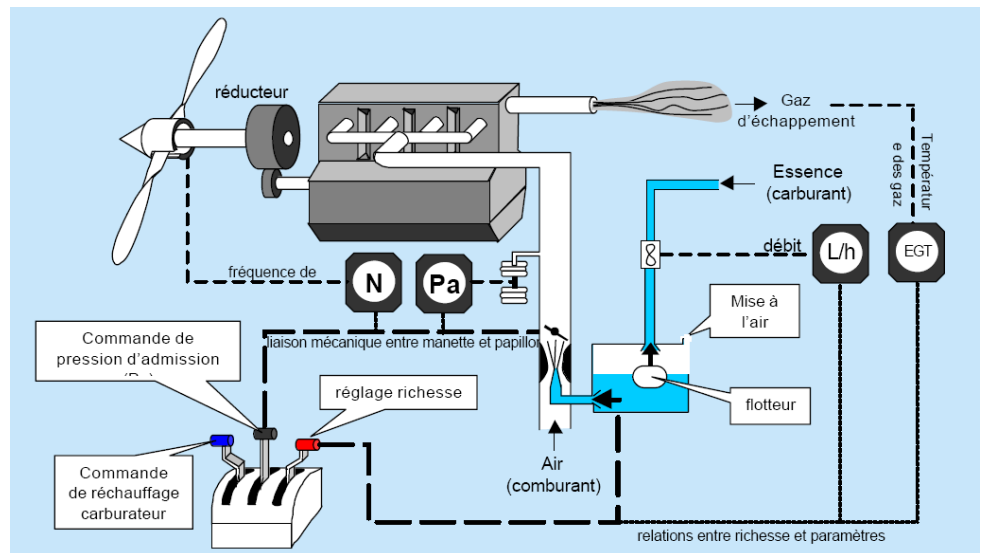 réducteur
Gaz
d'échappement
Températur
e des gaz
Essence
(carburant)
débit
L/h
EGT
fréquence de
N
Pa
Mise à
l'air
Commande de
pression d'admission
liaison mécanique entre manette et papillon
réglage richesse
flotteur
Commande
de réchauffage
carburateur
Air
(comburant)
relations entre richesse et paramètres